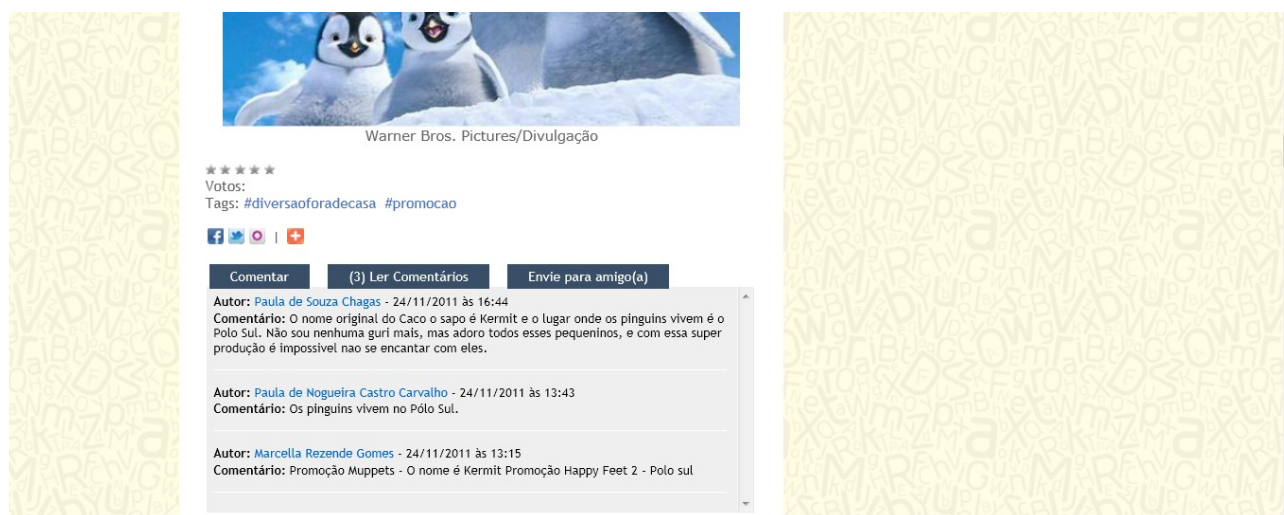 Warner Bros. Pictures/Divulgação
Votos:
Tags: #diversaoforadecasa #promocao
|
Comentar (3) Ler Comentários Envie para amigo(a)
Autor: Paula de Souza Chagas - 24/11/2011 às 16:44
Comentário: O nome original do Caco o sapo é Kermit e o lugar onde os pinguins vivem é o
Polo Sul. Não sou nenhuma guri mais, mas adoro todos esses pequeninos, e com essa super
produção é impossivel nao se encantar com eles.
Autor: Paula de Nogueira Castro Carvalho - 24/11/2011 às 13:43
Comentário: Os pinguins vivem no Pólo Sul.
Autor: Marcella Rezende Gomes - 24/11/2011 às 13:15
Comentário: Promoção Muppets - O nome é Kermit Promoção Happy Feet 2 - Polo sul